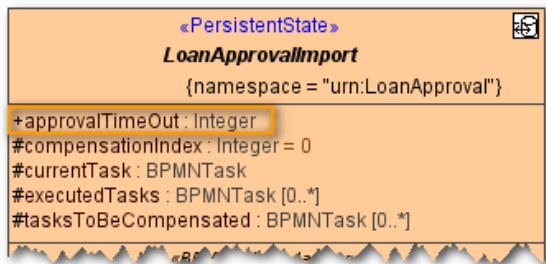 «PersistentState»
LoanApprovalImport
{namespace = "urn:LoanApproval"}
+approvalTimeOut : Integer
#compensationIndex : Integer = 0
#currentTask : BPMNTask
#executedTasks : BPMNTask [0..*]
#tasksToBeCompensated : BPMNTask [0..*]